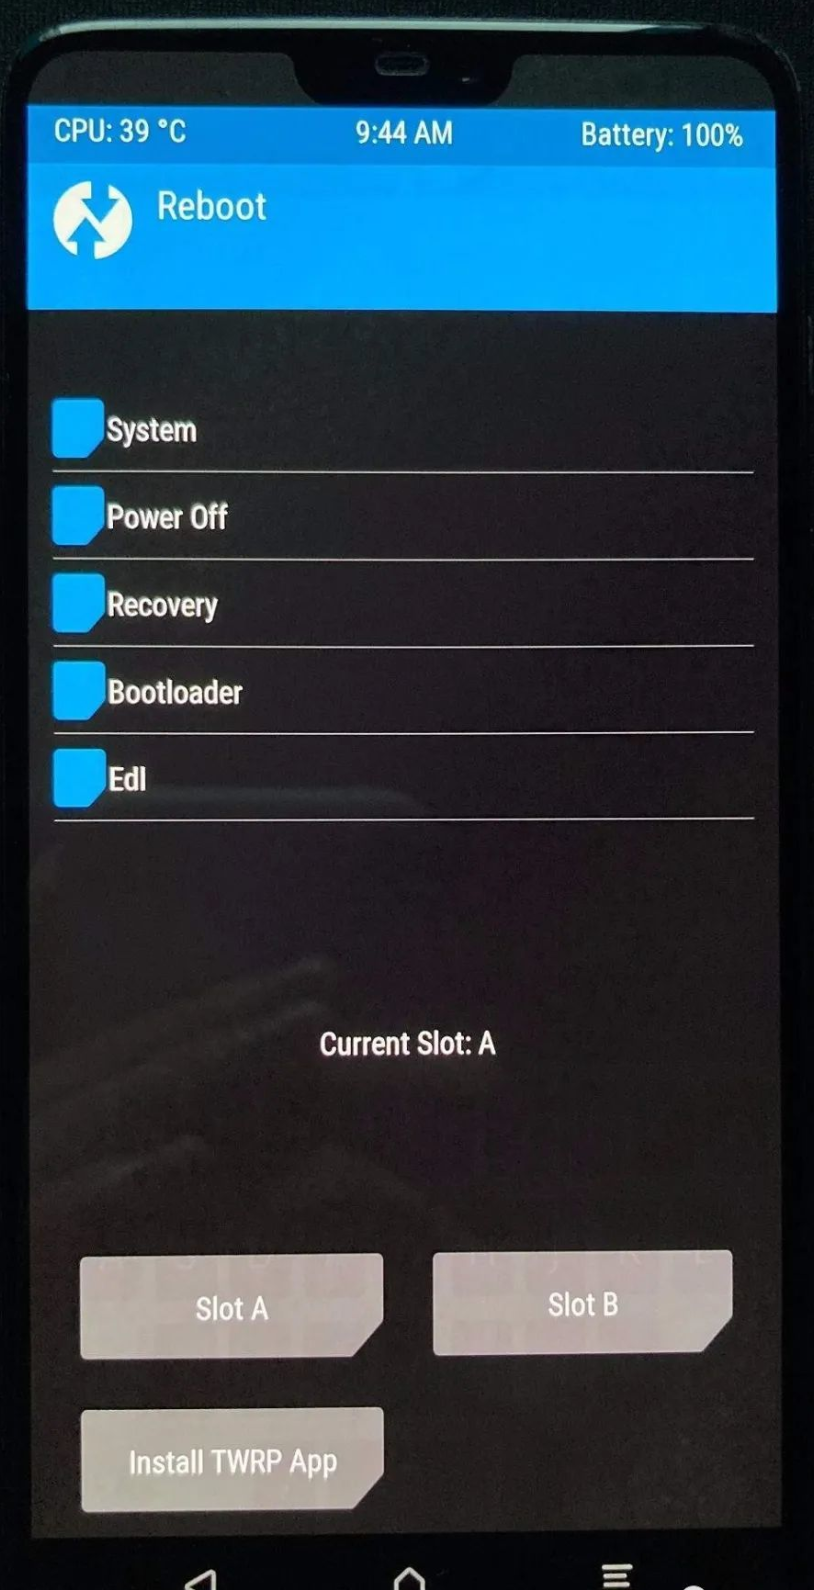 CPU: 39 °C 9:44 AM Battery: 100%
Reboot
System
Power Off
Recovery
Bootloader
Edl
Current Slot: A
Slot A Slot B
Install TWRP App